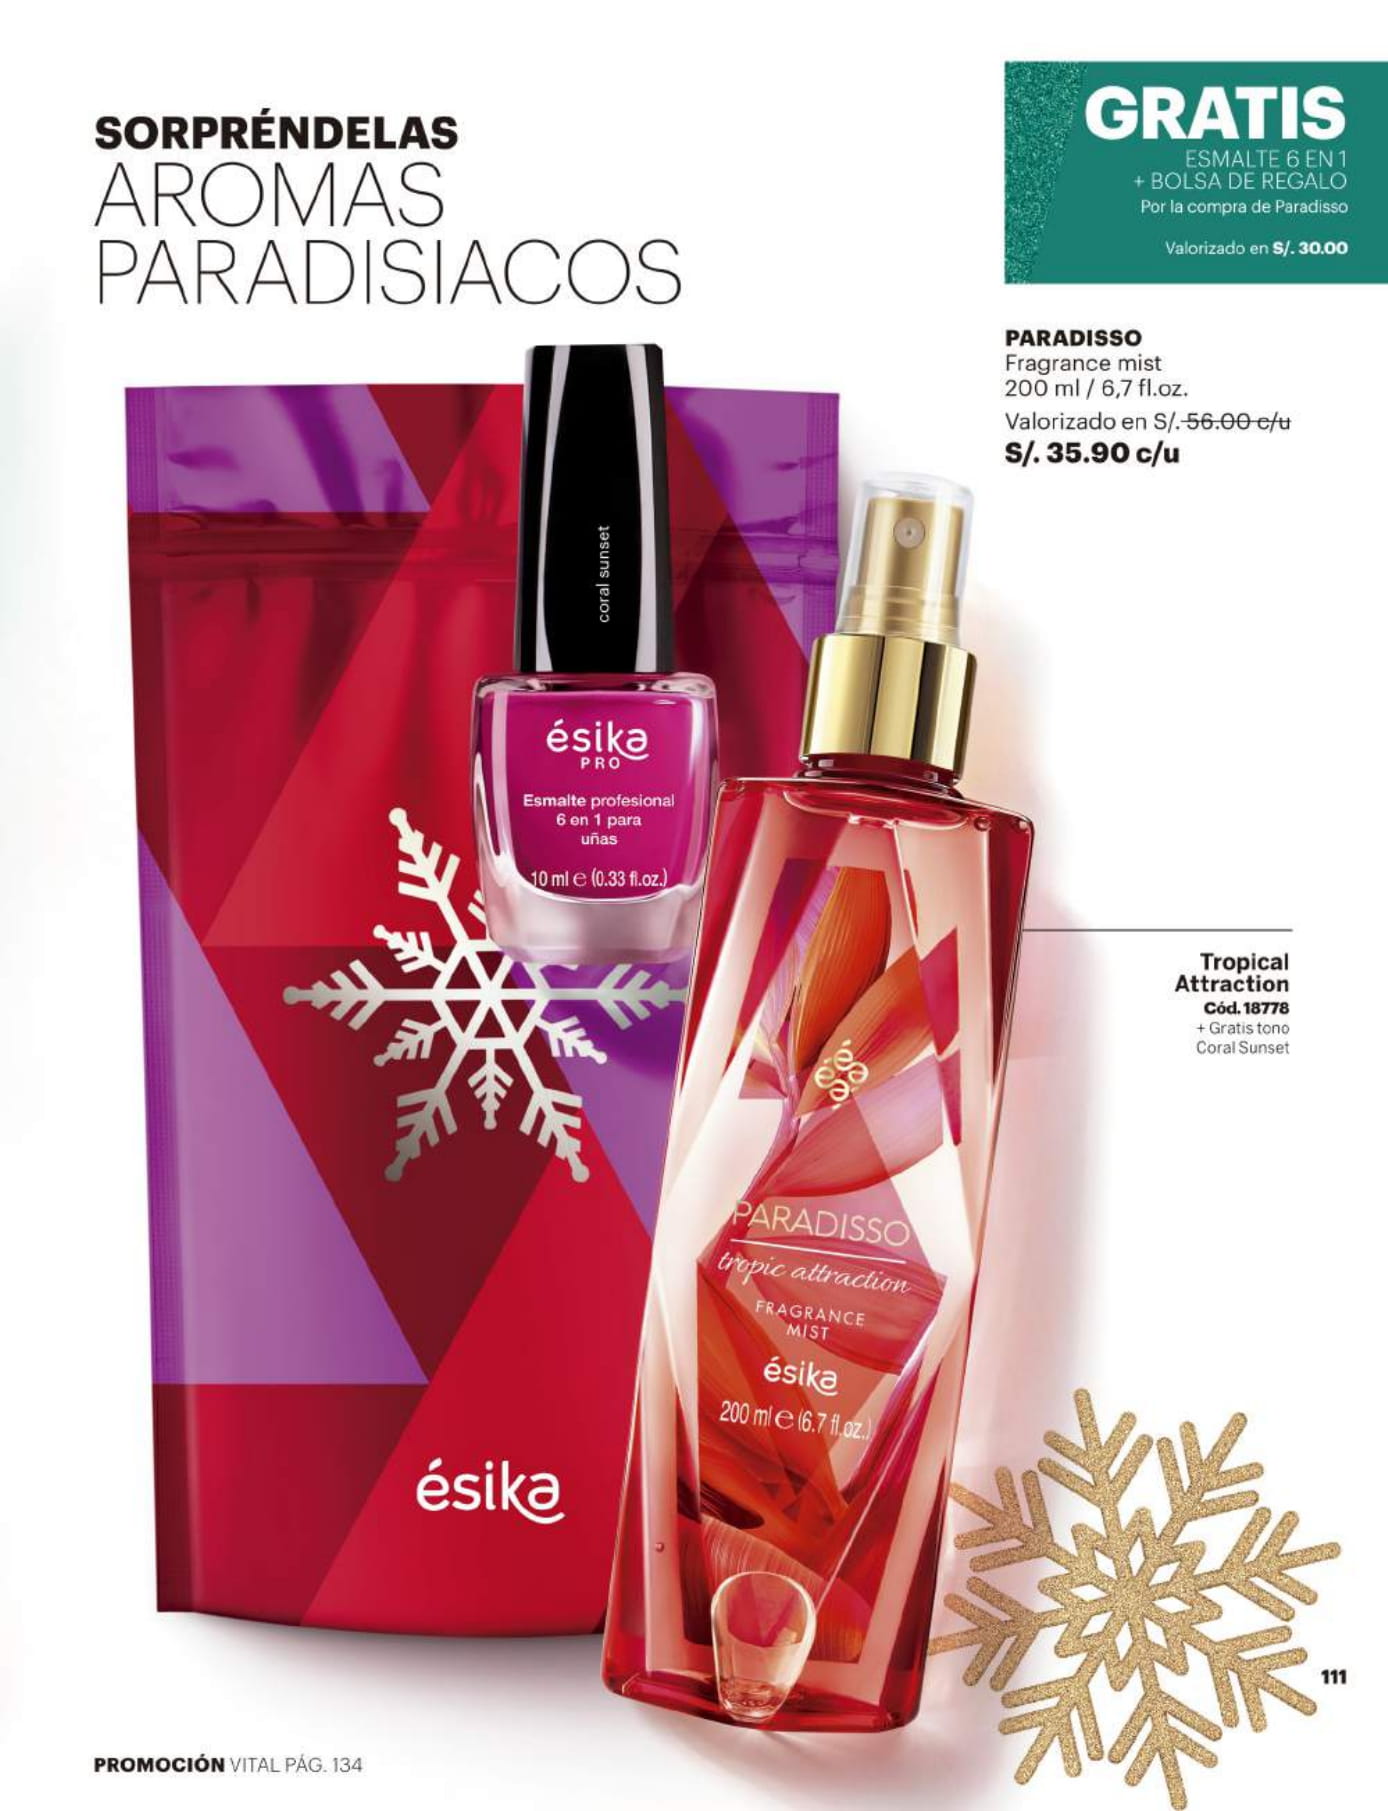 SORPRÉNDELAS
AROMAS
PARADISIACOS
GRATIS
ESMALTE 6 EN 1
+ BOLSA DE REGALO
Por la compra de Paradisso
Valorizado en S/. 30.00
PARADISSO
Fragrance mist
200 ml / 6,7 fl.oz.
Valorizado en S/. 56.00 c/u
S/. 35.90 c/u
coral sunset
ésika
PRO
Esmalte profesional
6 en 1 para
uñas
10 ml e (0.33 fl.oz.)
Tropical
Attraction
Cód. 18778
+ Gratis tono
Coral Sunset
PARADISSO
tropic attraction
FRAGRANCE
MIST
ésika
200 ml e (6.7 fl.oz.)
ésika
111
PROMOCIÓN VITAL PÁG. 134